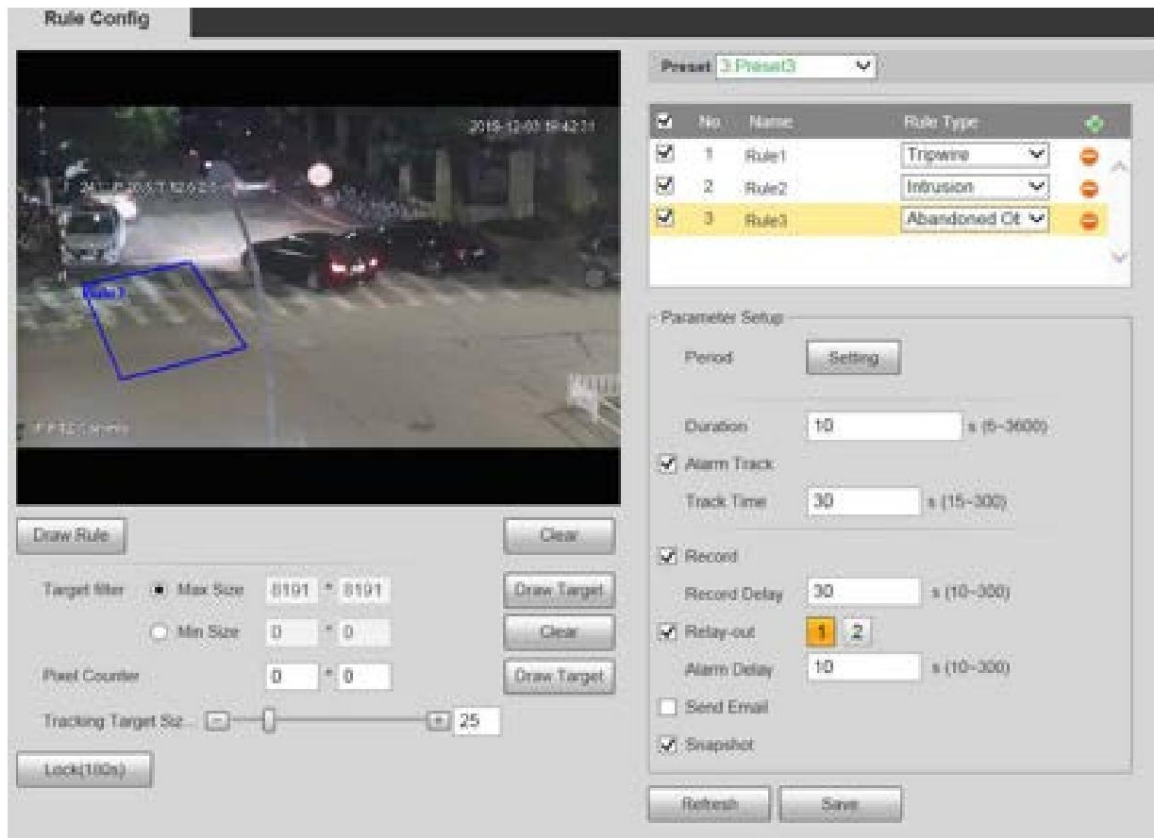 Rule Config
Preset 3 Preset3
No Name Rule Type
1 Rule1 Tripwire
2 Rule2 Intrusion
3 Rule3 Abandoned Ob
2019-12-03 19:42:31
Parameter Setup
Period Setting
Duration 10 s (6~3600)
Alarm Track
Track Time 30 s (15~300)
Record
Record Delay 30 s (10~300)
Relay-out 1 2
Alarm Delay 10 s (10~300)
Send Email
Snapshot
Refresh Save
Draw Rule Clear
Target filter Max Size 8191 * 8191 Draw Target
Min Size 0 * 0 Clear
Pixel Counter 0 * 0 Draw Target
Tracking Target Siz... 25
Lock(180s)